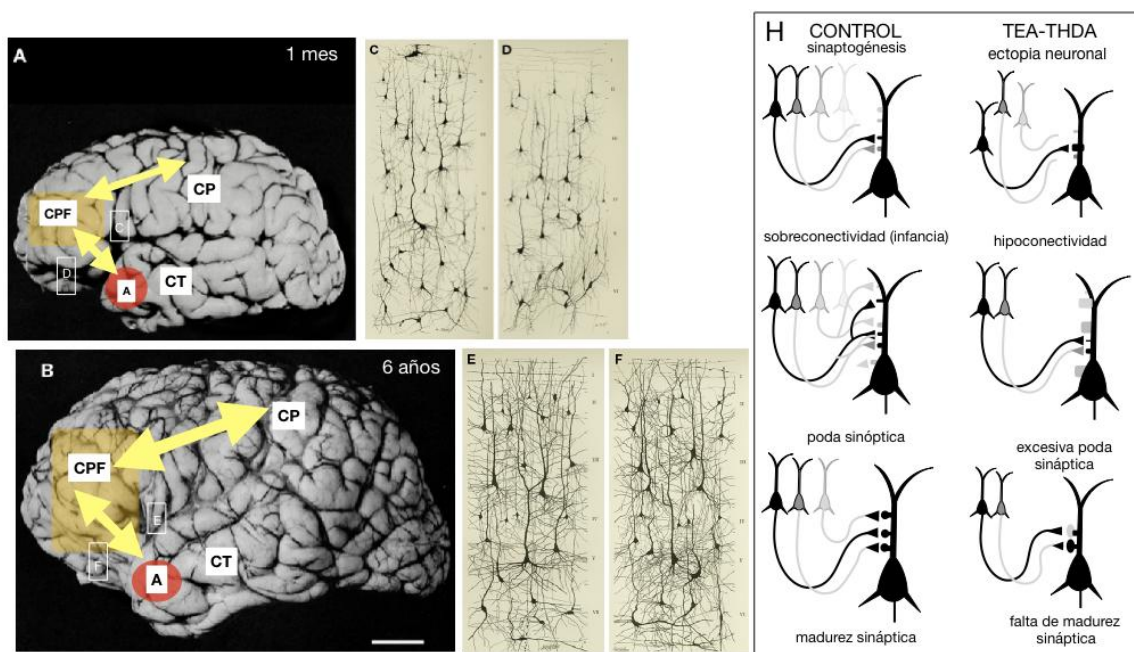 A
1 mes
CP
CPF
C
D
A
CT
B
6 años
CP
CPF
E
F
A
CT
C
D
E
F
H
CONTROL
sinaptogénesis
TEA-THDA
ectopia neuronal
sobreconectividad (infancia)
hipoconectividad
poda sinóptica
excesiva poda
sináptica
madurez sináptica
falta de madurez
sináptica